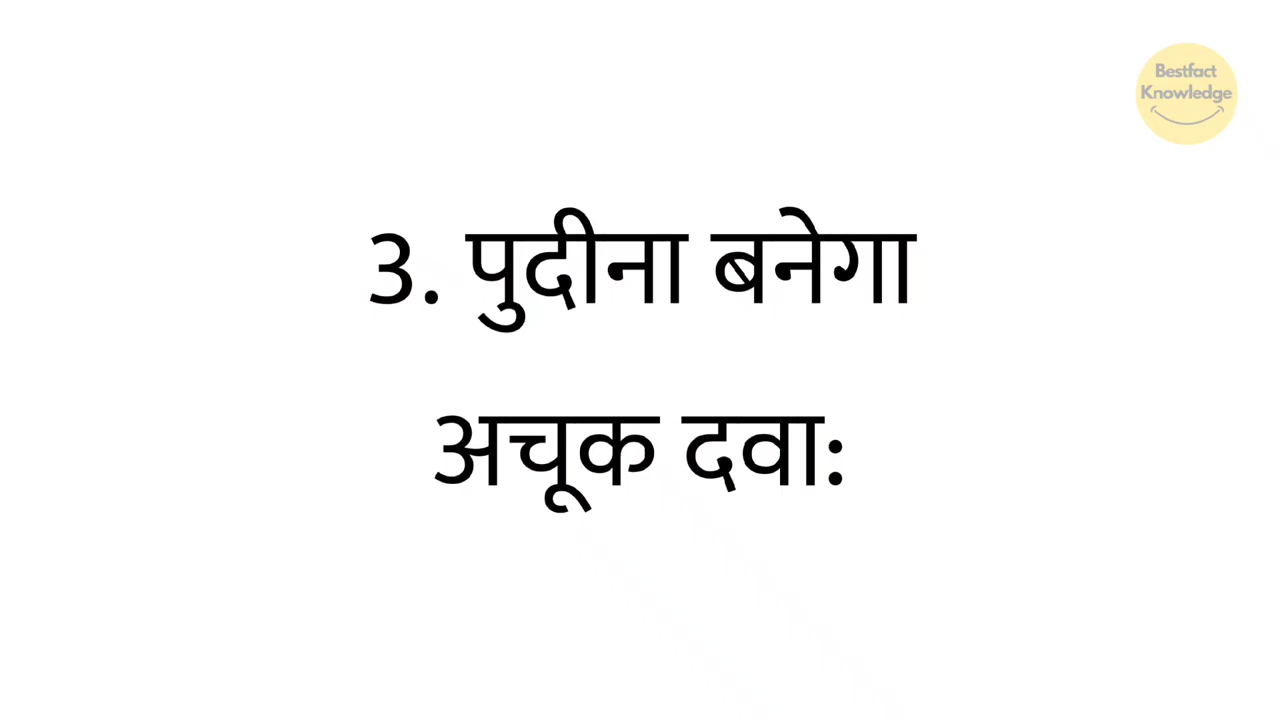 Bestfact
Knowledge
3. पुदीना बनेगा
अचूक दवा: